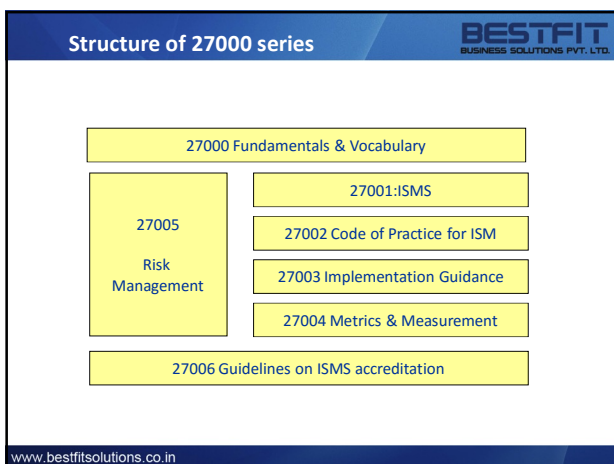 Structure of 27000 series
BESTFIT
BUSINESS SOLUTIONS PVT. LTD.
27000 Fundamentals & Vocabulary
27005
Risk
Management
27001:ISMS
27002 Code of Practice for ISM
27003 Implementation Guidance
27004 Metrics & Measurement
27006 Guidelines on ISMS accreditation
www.bestfitsolutions.co.in